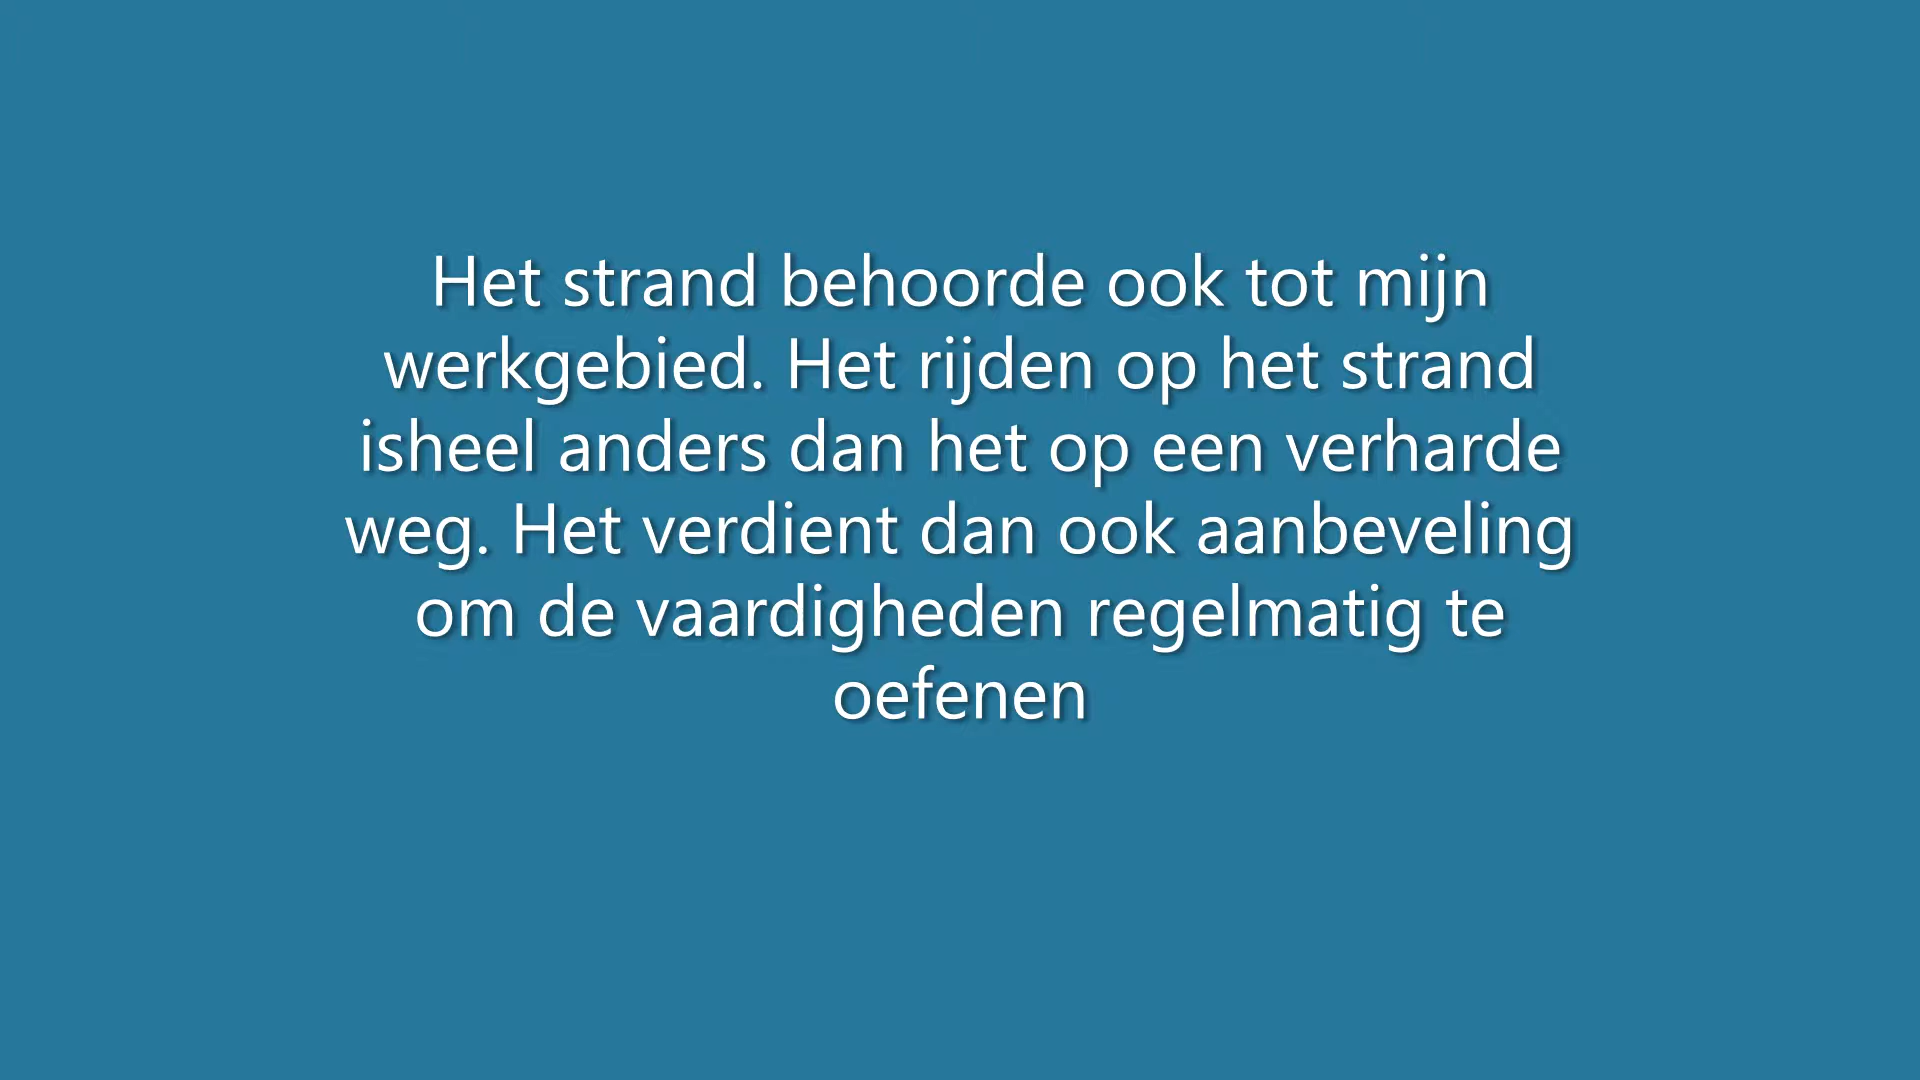 Het strand behoorde ook tot mijn
werkgebied. Het rijden op het strand
isheel anders dan het op een verharde
weg. Het verdient dan ook aanbeveling
om de vaardigheden regelmatig te
oefenen